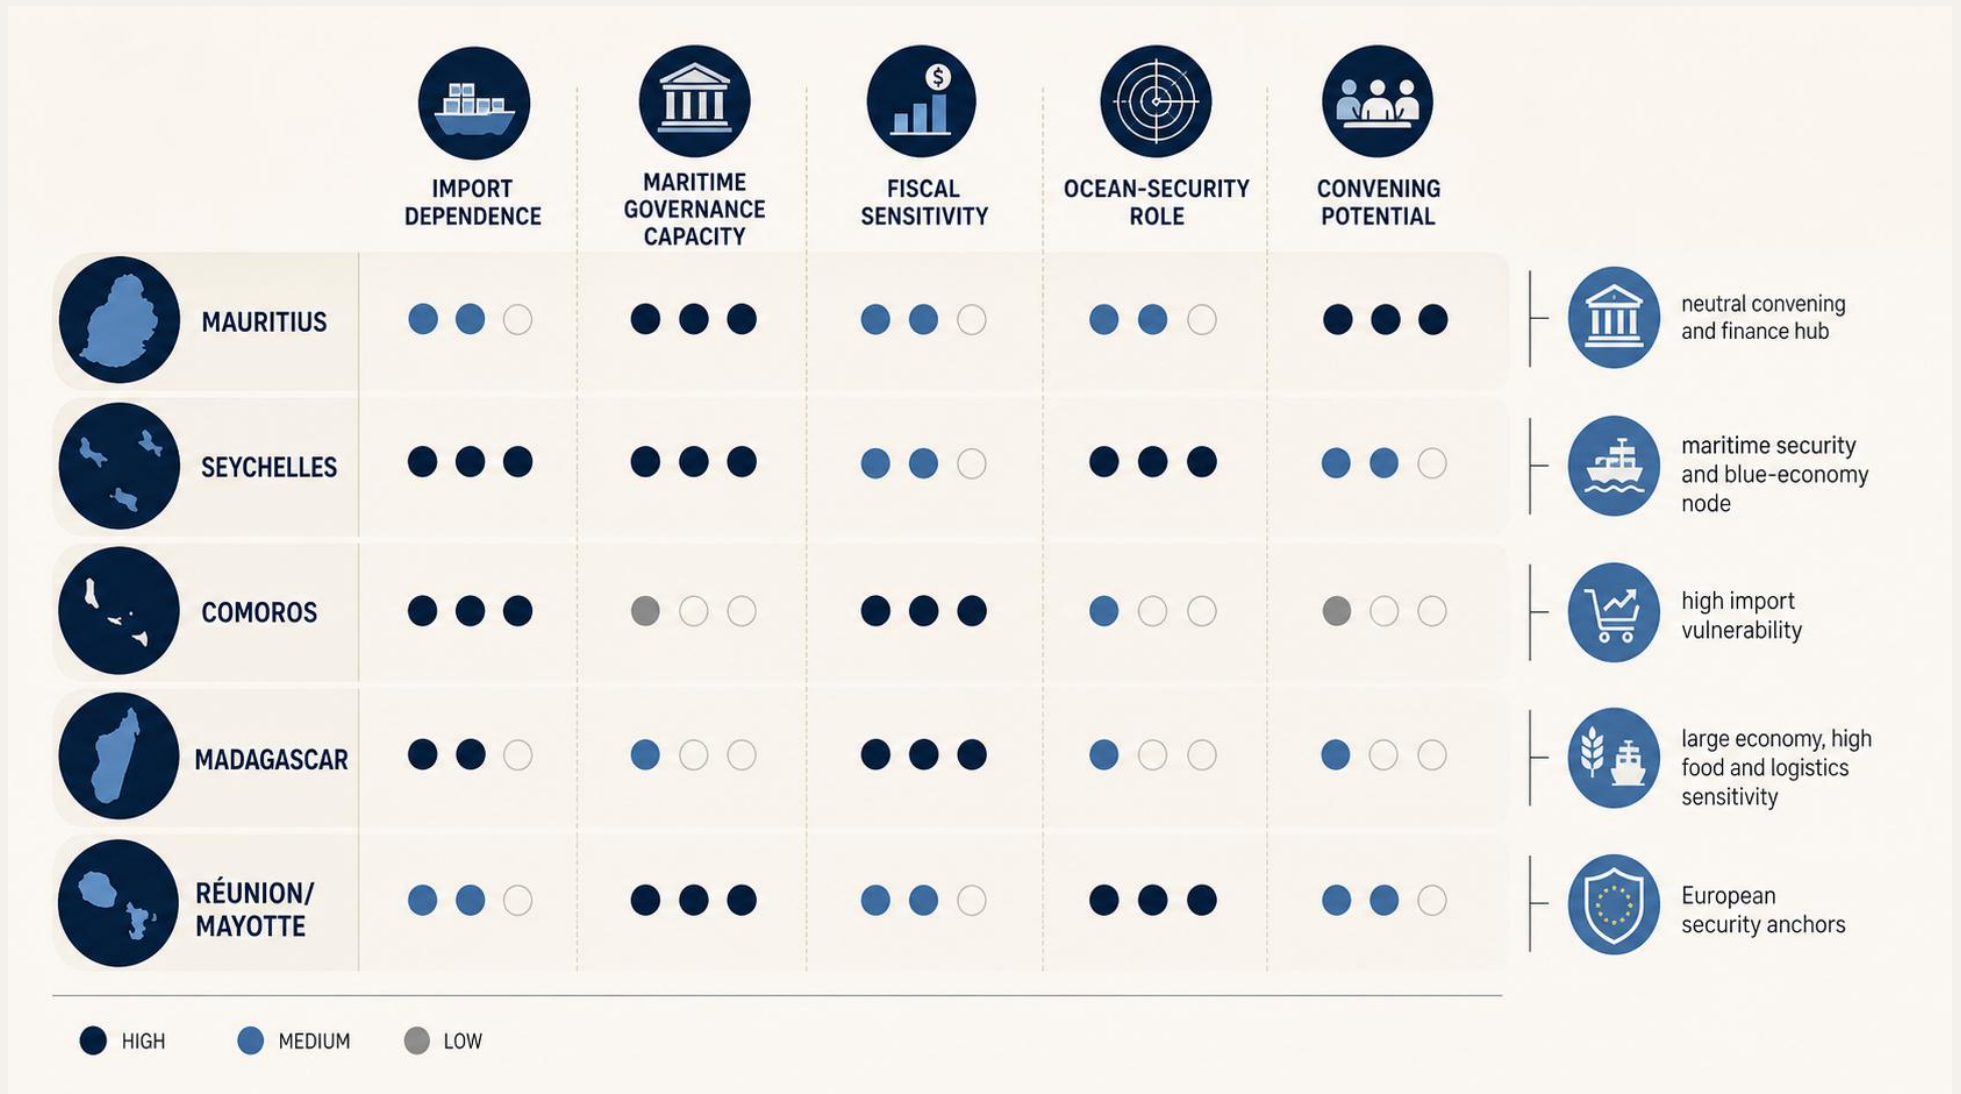 IMPORT
DEPENDENCE
MARITIME
GOVERNANCE
CAPACITY
$
FISCAL
SENSITIVITY
OCEAN-SECURITY
ROLE
CONVENING
POTENTIAL
MAURITIUS
neutral convening
and finance hub
SEYCHELLES
maritime security
and blue-economy
node
COMOROS
high import
vulnerability
MADAGASCAR
large economy, high
food and logistics
sensitivity
RÉUNION/
MAYOTTE
European
security anchors
HIGH
MEDIUM
LOW